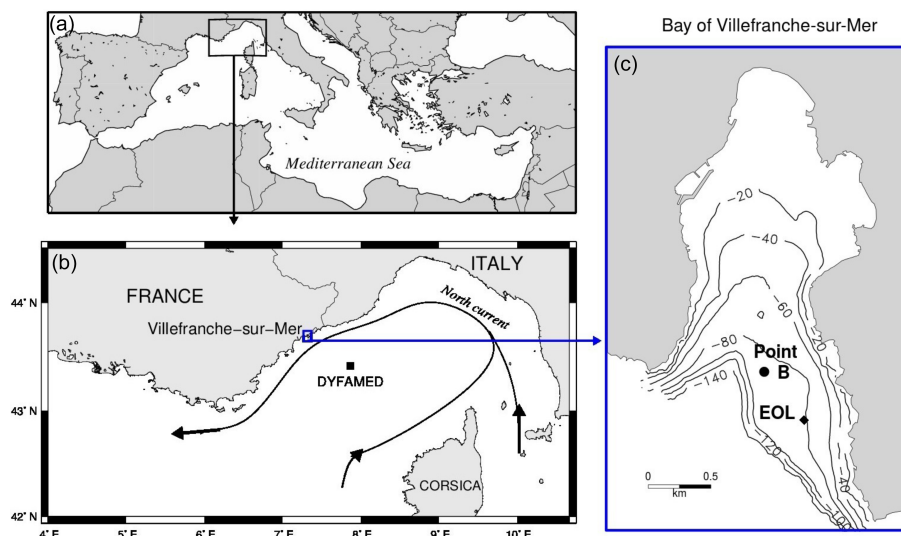 (a)
Mediterranean Sea
(b)
ITALY
FRANCE
North current
44° N
Villefranche-sur-Mer
DYFAMED
43° N
CORSICA
42° N
4° E
5° E
6° E
7° E
8° E
9° E
10° E
Bay of Villefranche-sur-Mer
(c)
-20
-40
-60
-80
-20
Point
B
-140
EOL
-120
-40
0
0.5
km
-100